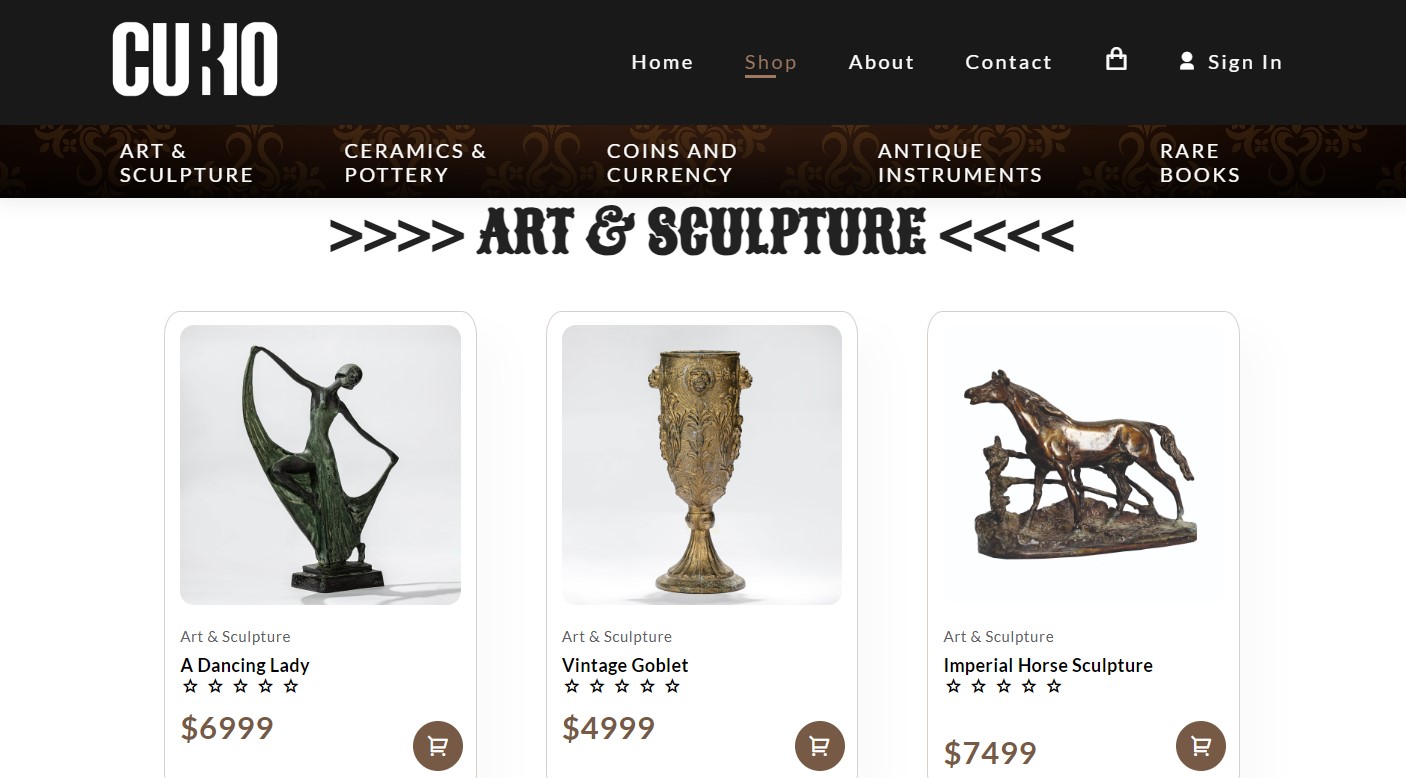 CURIO
Home Shop About Contact Sign In
ART & SCULPTURE
CERAMICS & POTTERY
COINS AND CURRENCY
ANTIQUE INSTRUMENTS
RARE BOOKS
>>>> ART & SCULPTURE <<<<
Art & Sculpture
A Dancing Lady
$6999
Art & Sculpture
Vintage Goblet
$4999
Art & Sculpture
Imperial Horse Sculpture
$7499